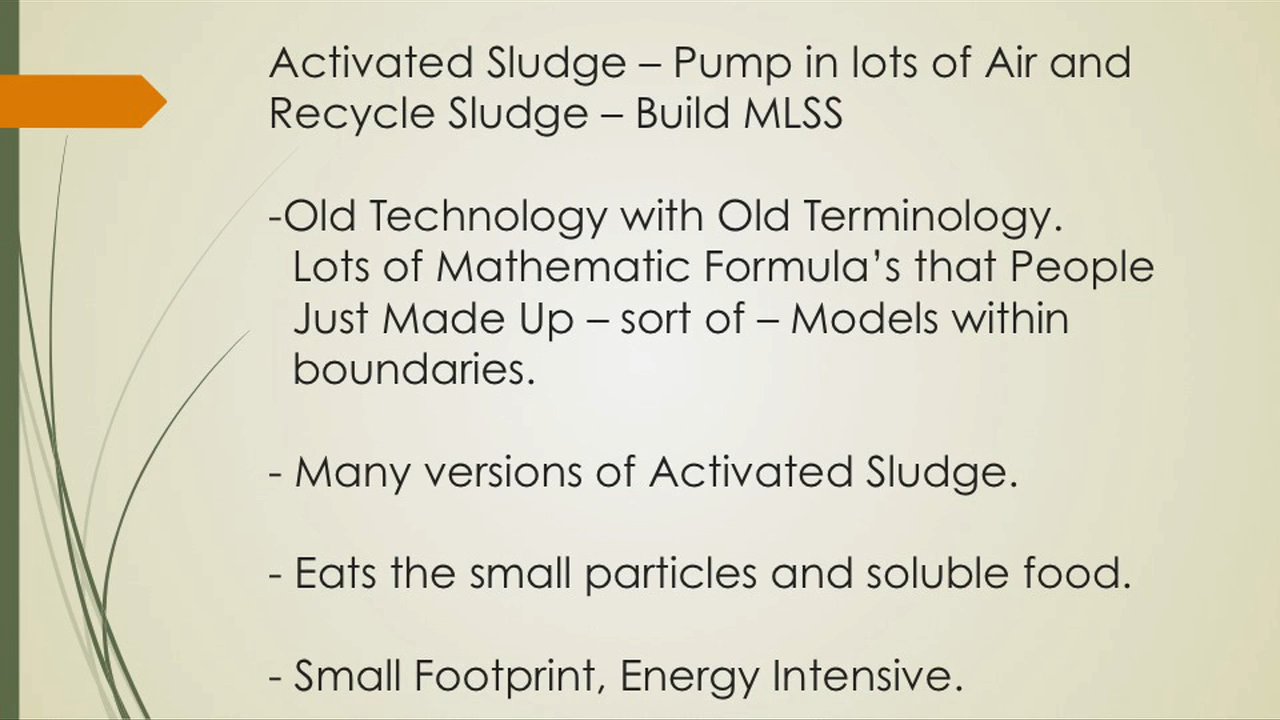 Activated Sludge – Pump in lots of Air and
Recycle Sludge – Build MLSS
-Old Technology with Old Terminology.
Lots of Mathematic Formula’s that People
Just Made Up – sort of – Models within
boundaries.
- Many versions of Activated Sludge.
- Eats the small particles and soluble food.
- Small Footprint, Energy Intensive.